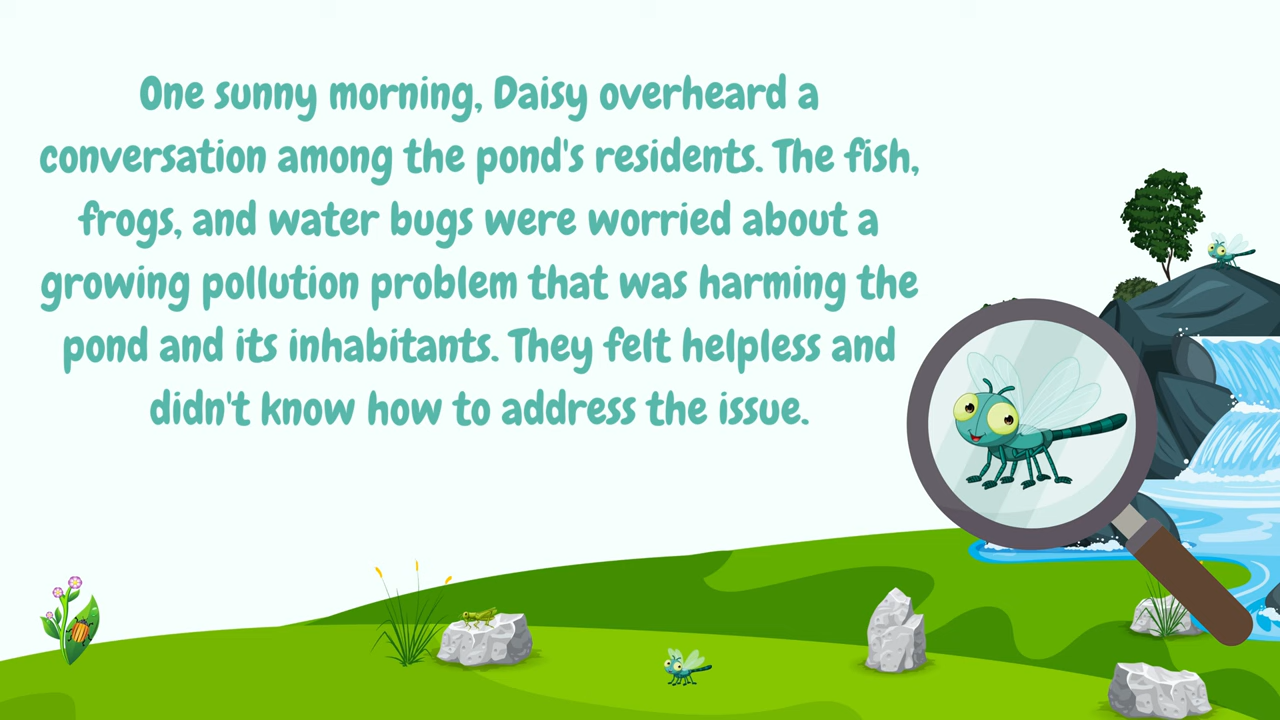 One sunny morning, Daisy overheard a
conversation among the pond's residents. The fish,
frogs, and water bugs were worried about a
growing pollution problem that was harming the
pond and its inhabitants. They felt helpless and
didn't know how to address the issue.